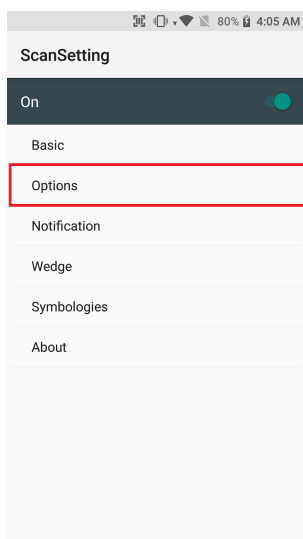 80% 4:05 AM
ScanSetting
On
Basic
Options
Notification
Wedge
Symbologies
About